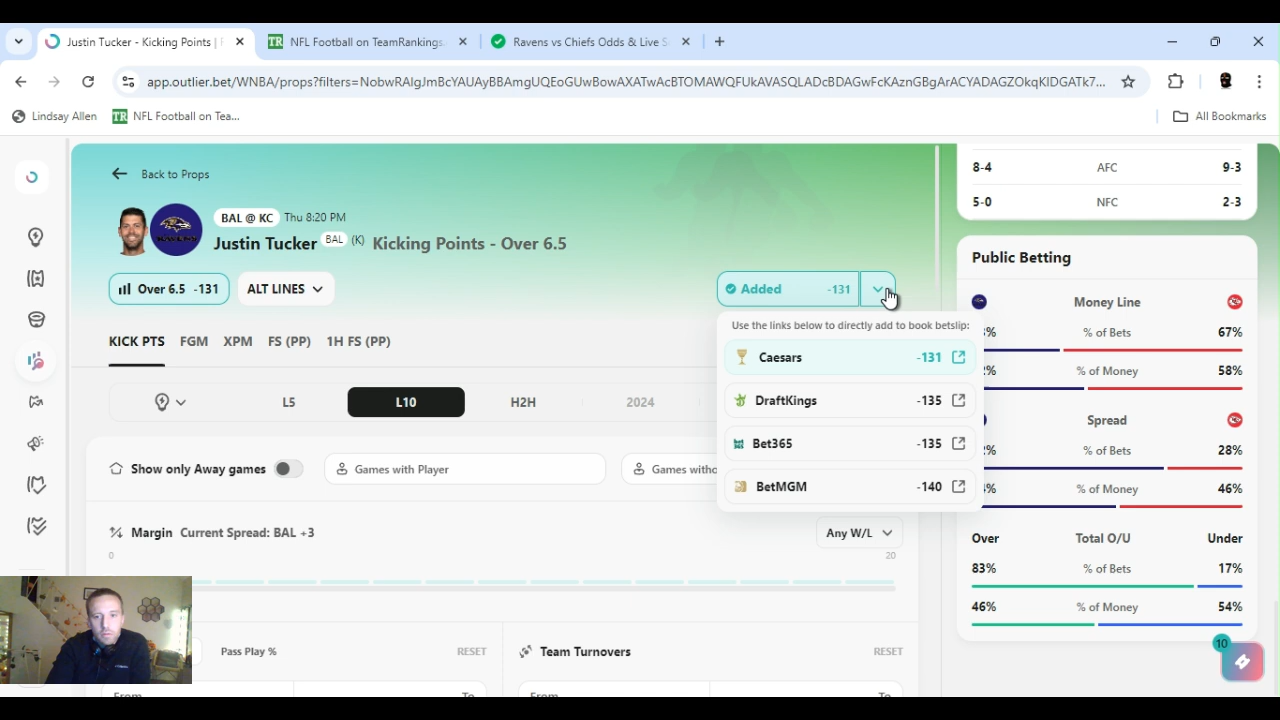 Justin Tucker - Kicking Points |
NFL Football on TeamRankings.
Ravens vs Chiefs Odds & Live S
app.outlier.bet/WNBA/props?filters=NobwRAlgJmBcYAUAyBBAmgUQEoGUwBowAXATwAcBTOMAWQFUkAVASQLADcBDAGwFcKAznGBgArACYADAGZOkqKIDGATk7...
Lindsay Allen
NFL Football on Tea...
All Bookmarks
Back to Props
BAL @ KC Thu 8:20 PM
Justin Tucker BAL (K) Kicking Points - Over 6.5
Over 6.5 -131
ALT LINES
Added -131
Use the links below to directly add to book betslip:
Caesars -131
DraftKings -135
Bet365 -135
BetMGM -140
KICK PTS FGM XPM FS (PP) 1H FS (PP)
L5 L10 H2H 2024
Show only Away games
Games with Player
Games witho
Margin Current Spread: BAL +3
Any W/L
0 20
Pass Play % RESET
Team Turnovers RESET
From To From To
8-4 AFC 9-3
5-0 NFC 2-3
Public Betting
Money Line
% of Bets 67%
% of Money 58%
Spread
% of Bets 28%
% of Money 46%
Over Total O/U Under
83% % of Bets 17%
46% % of Money 54%
10